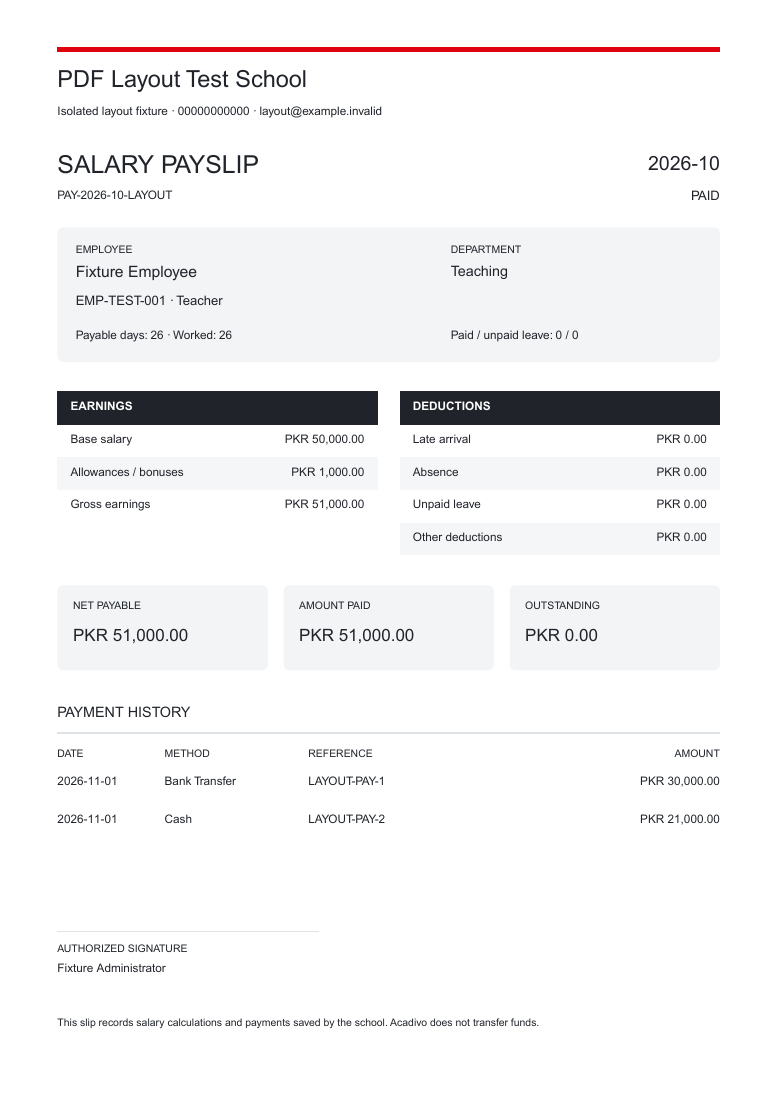 PDF Layout Test School
Isolated layout fixture · 00000000000 · layout@example.invalid
SALARY PAYSLIP 2026-10
PAY-2026-10-LAYOUT PAID
EMPLOYEE DEPARTMENT
Fixture Employee Teaching
EMP-TEST-001 · Teacher
Payable days: 26 · Worked: 26 Paid / unpaid leave: 0 / 0
EARNINGS
Base salary PKR 50,000.00
Allowances / bonuses PKR 1,000.00
Gross earnings PKR 51,000.00
DEDUCTIONS
Late arrival PKR 0.00
Absence PKR 0.00
Unpaid leave PKR 0.00
Other deductions PKR 0.00
NET PAYABLE AMOUNT PAID OUTSTANDING
PKR 51,000.00 PKR 51,000.00 PKR 0.00
PAYMENT HISTORY
DATE METHOD REFERENCE AMOUNT
2026-11-01 Bank Transfer LAYOUT-PAY-1 PKR 30,000.00
2026-11-01 Cash LAYOUT-PAY-2 PKR 21,000.00
AUTHORIZED SIGNATURE
Fixture Administrator
This slip records salary calculations and payments saved by the school. Acadivo does not transfer funds.